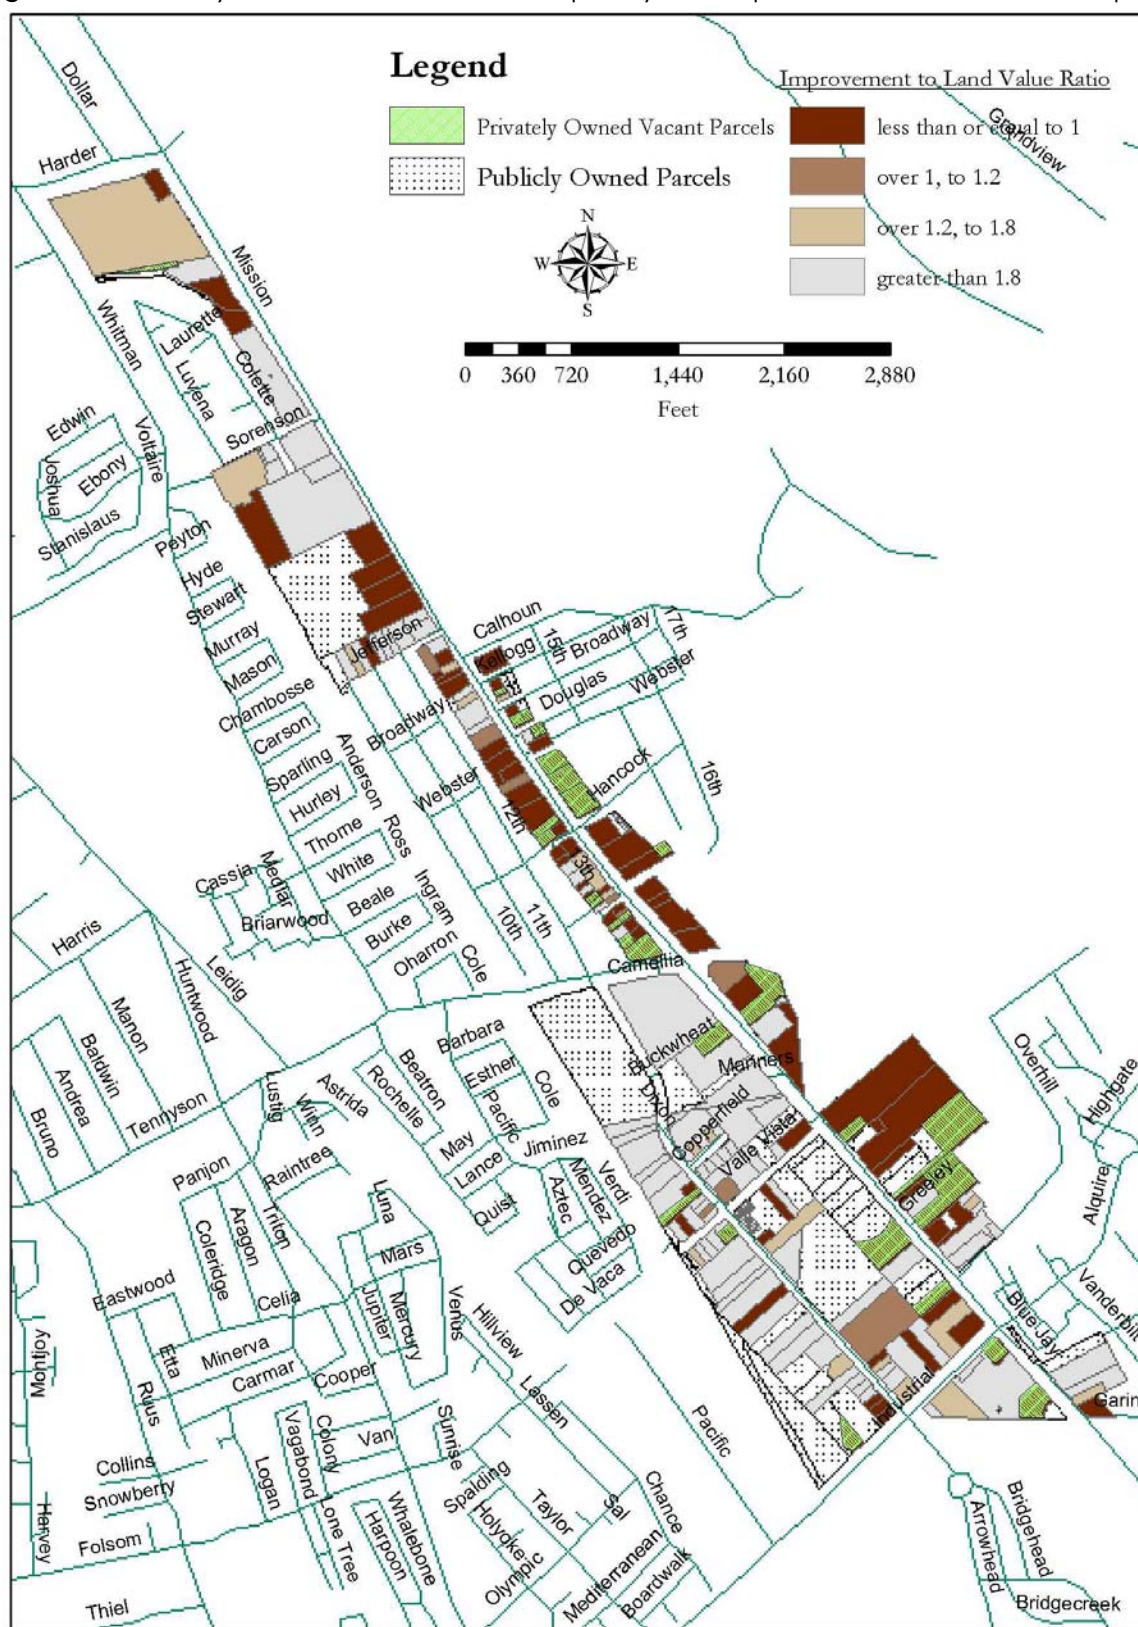 Legend
Privately Owned Vacant Parcels
Publicly Owned Parcels
Improvement to Land Value Ratio
less than or equal to 1
over 1, to 1.2
over 1.2, to 1.8
greater than 1.8
N
W E
S
0 360 720 1,440 2,160 2,880
Feet
Dollar
Harder
Grandview
Mission
Whitman
Laurette
Colette
Luvena
Sorenson
Edwin
Voltaire
Joshua
Ebony
Stanislaus
Peyton
Hyde
Stewart
Murray
Mason
Chambosse
Carson
Sparling
Hurley
Anderson
Jefferson
Calhoun
Kellogg
15th
Broadway
17th
Douglas
Webster
Broadway
Webster
12th
Hancock
16th
13th
Thorne
Ross
White
Cassia
Medlar
Beale
Ingram
Briarwood
Burke
Oharron
Cole
10th
11th
Camellia
Harris
Leidig
Huntwood
Manon
Baldwin
Andrea
Bruno
Tennyson
Barbara
Beatron
Esther
Rochelle
Cole
Pacific
Astrida
Lustig
Winn
May
Lance
Jiminez
Quist
Aztec
Mendez
Verdi
Quevedo
De Vaca
Buckwheat
Mariners
Dixon
Copperfield
Valle Vista
Overhill
Highgate
Alquire
Greeley
Vanderbilt
Blue Jay
Garin
Industrial
Panjon
Raintree
Triton
Aragon
Coleridge
Luna
Mars
Eastwood
Celia
Jupiter
Mercury
Venus
Hillview
Minerva
Etta
Carmar
Cooper
Lassen
Montjoy
Ruus
Vagabond
Colony
Van
Sunrise
Pacific
Collins
Snowberry
Logan
Lone Tree
Spalding
Taylor
Sal
Chance
Harvey
Folsom
Harpoon
Whalebone
Holyoke
Olympic
Mediterranean
Boardwalk
Thiel
Arrowhead
Bridgehead
Bridgecreek